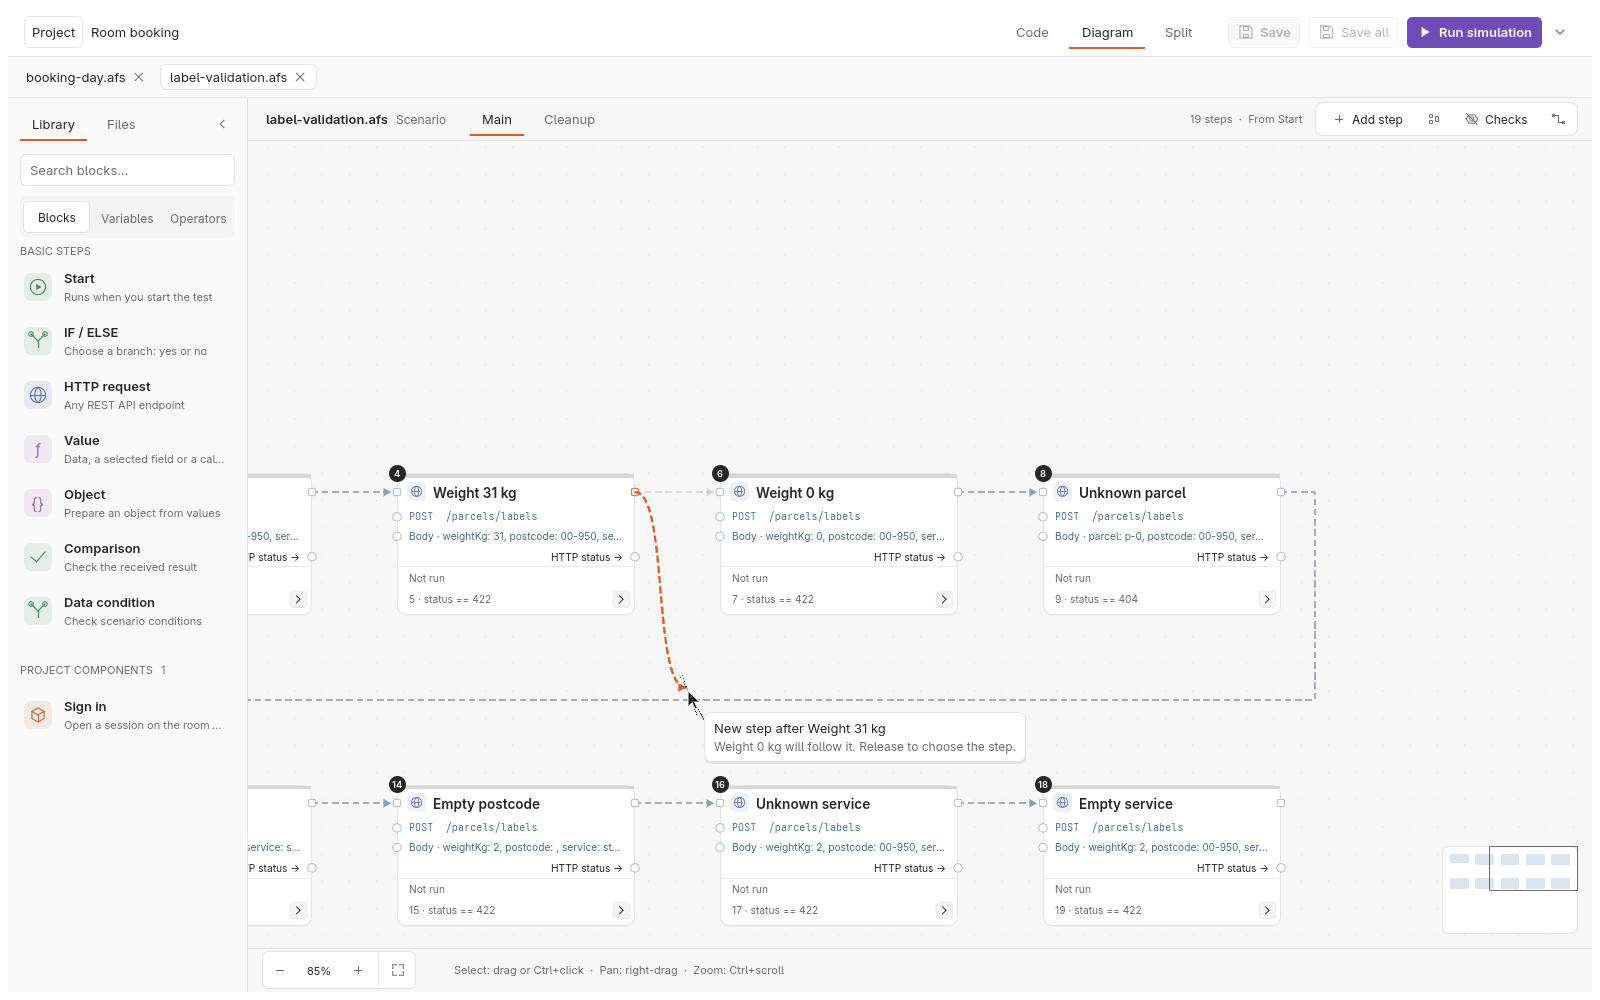 Project
Room booking
Code
Diagram
Split
Save
Save all
Run simulation
booking-day.afs
label-validation.afs
Library
Files
label-validation.afs
Scenario
Main
Cleanup
19 steps · From Start
Add step
Checks
Search blocks...
Blocks
Variables
Operators
BASIC STEPS
Start
Runs when you start the test
IF / ELSE
Choose a branch: yes or no
HTTP request
Any REST API endpoint
Value
Data, a selected field or a cal...
Object
Prepare an object from values
Comparison
Check the received result
Data condition
Check scenario conditions
PROJECT COMPONENTS 1
Sign in
Open a session on the room ...
-950, ser...
P status →
4
Weight 31 kg
POST /parcels/labels
Body · weightKg: 31, postcode: 00-950, se...
HTTP status →
Not run
5 · status == 422
6
Weight 0 kg
POST /parcels/labels
Body · weightKg: 0, postcode: 00-950, ser...
HTTP status →
Not run
7 · status == 422
8
Unknown parcel
POST /parcels/labels
Body · parcel: p-0, postcode: 00-950, ser...
HTTP status →
Not run
9 · status == 404
New step after Weight 31 kg
Weight 0 kg will follow it. Release to choose the step.
service: s...
P status →
14
Empty postcode
POST /parcels/labels
Body · weightKg: 2, postcode: , service: st...
HTTP status →
Not run
15 · status == 422
16
Unknown service
POST /parcels/labels
Body · weightKg: 2, postcode: 00-950, ser...
HTTP status →
Not run
17 · status == 422
18
Empty service
POST /parcels/labels
Body · weightKg: 2, postcode: 00-950, ser...
HTTP status →
Not run
19 · status == 422
85%
Select: drag or Ctrl+click · Pan: right-drag · Zoom: Ctrl+scroll